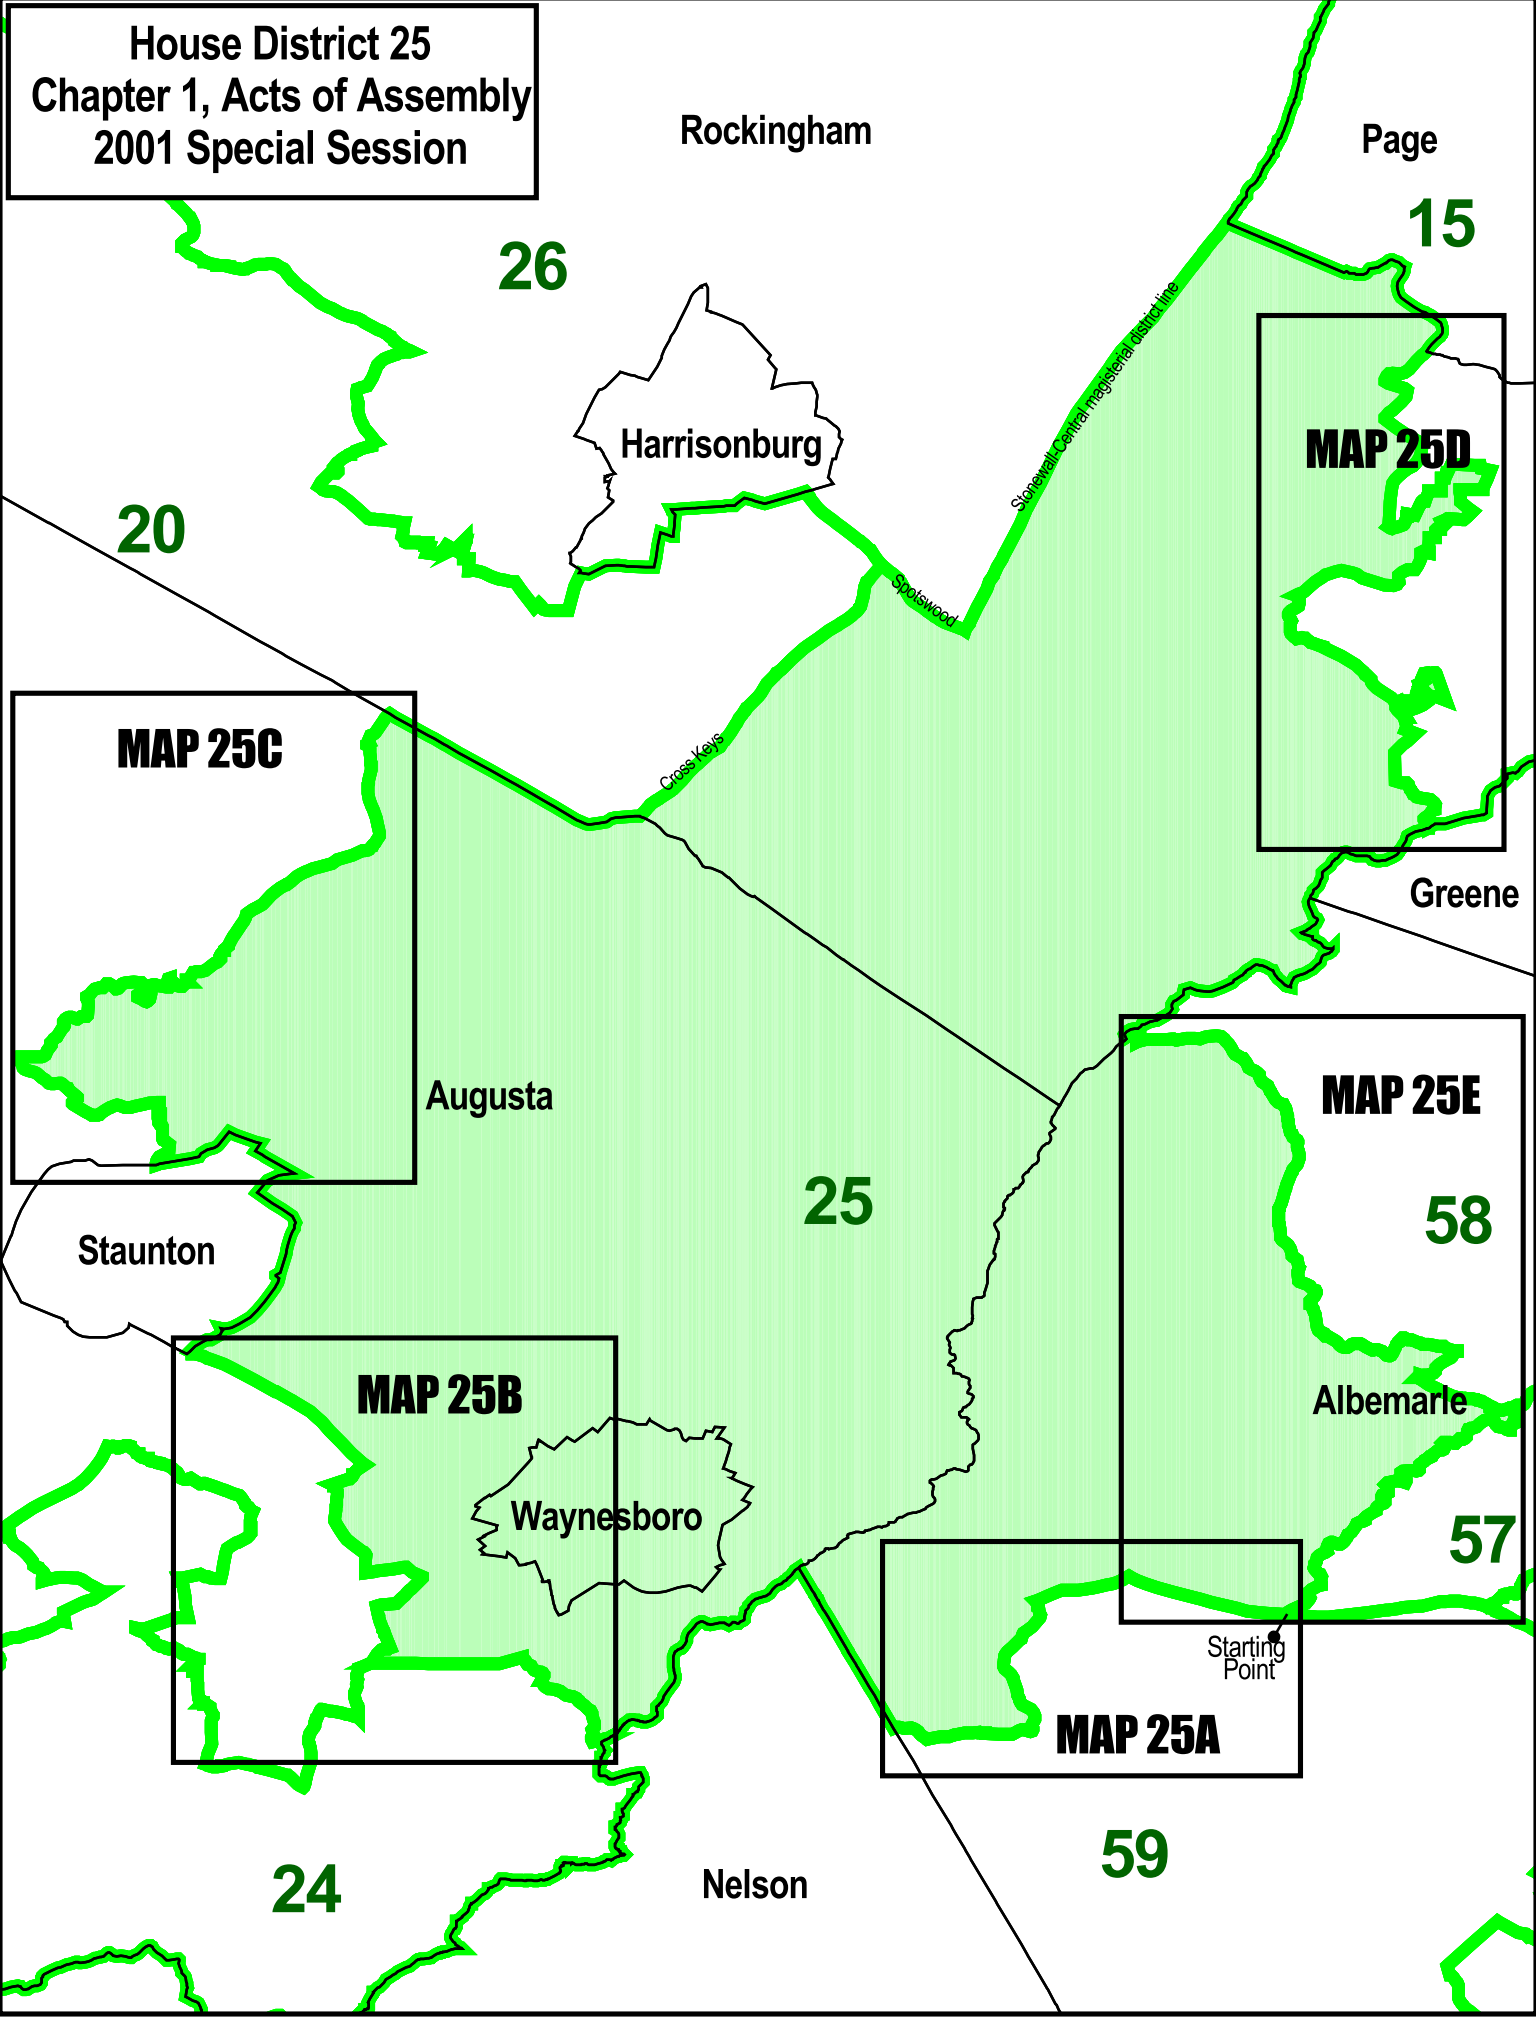 House District 25
Chapter 1, Acts of Assembly
2001 Special Session
Rockingham
Page
15
26
Stonewall-Central magisterial district line
Harrisonburg
MAP 25D
20
Spotswood
MAP 25C
Cross Keys
Greene
Augusta
MAP 25E
25
58
Staunton
MAP 25B
Albemarle
Waynesboro
57
Starting
Point
MAP 25A
59
24
Nelson